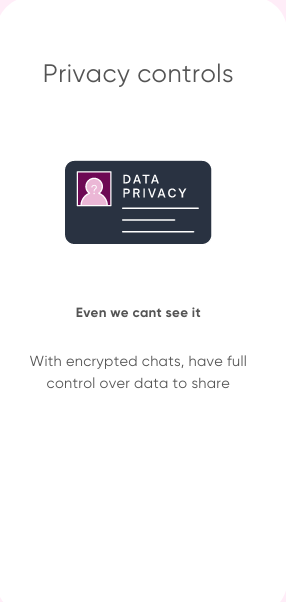 Privacy controls
DATA
PRIVACY
?
Even we cant see it
With encrypted chats, have full
control over data to share